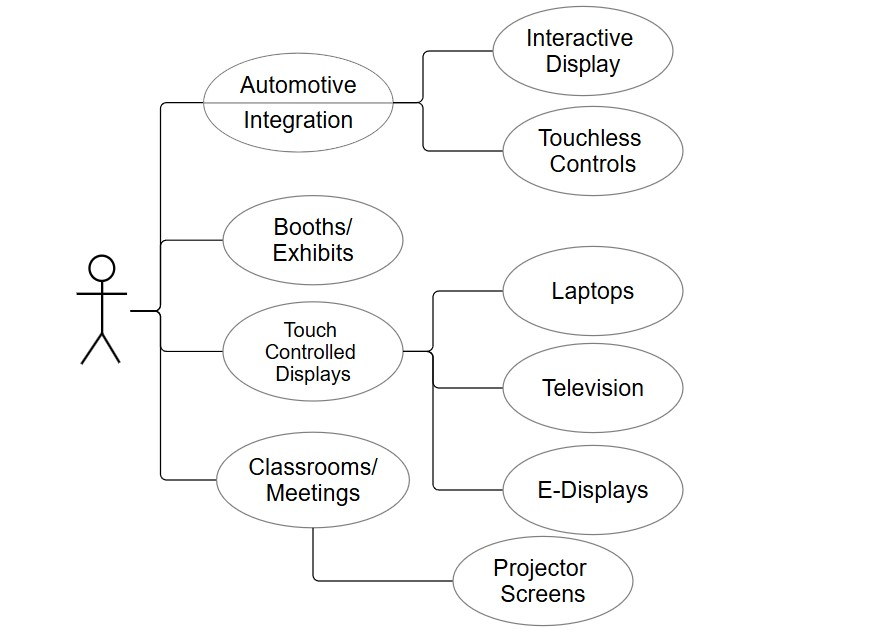 Automotive
Integration
Interactive
Display
Touchless
Controls
Booths/
Exhibits
Touch
Controlled
Displays
Laptops
Television
E-Displays
Classrooms/
Meetings
Projector
Screens